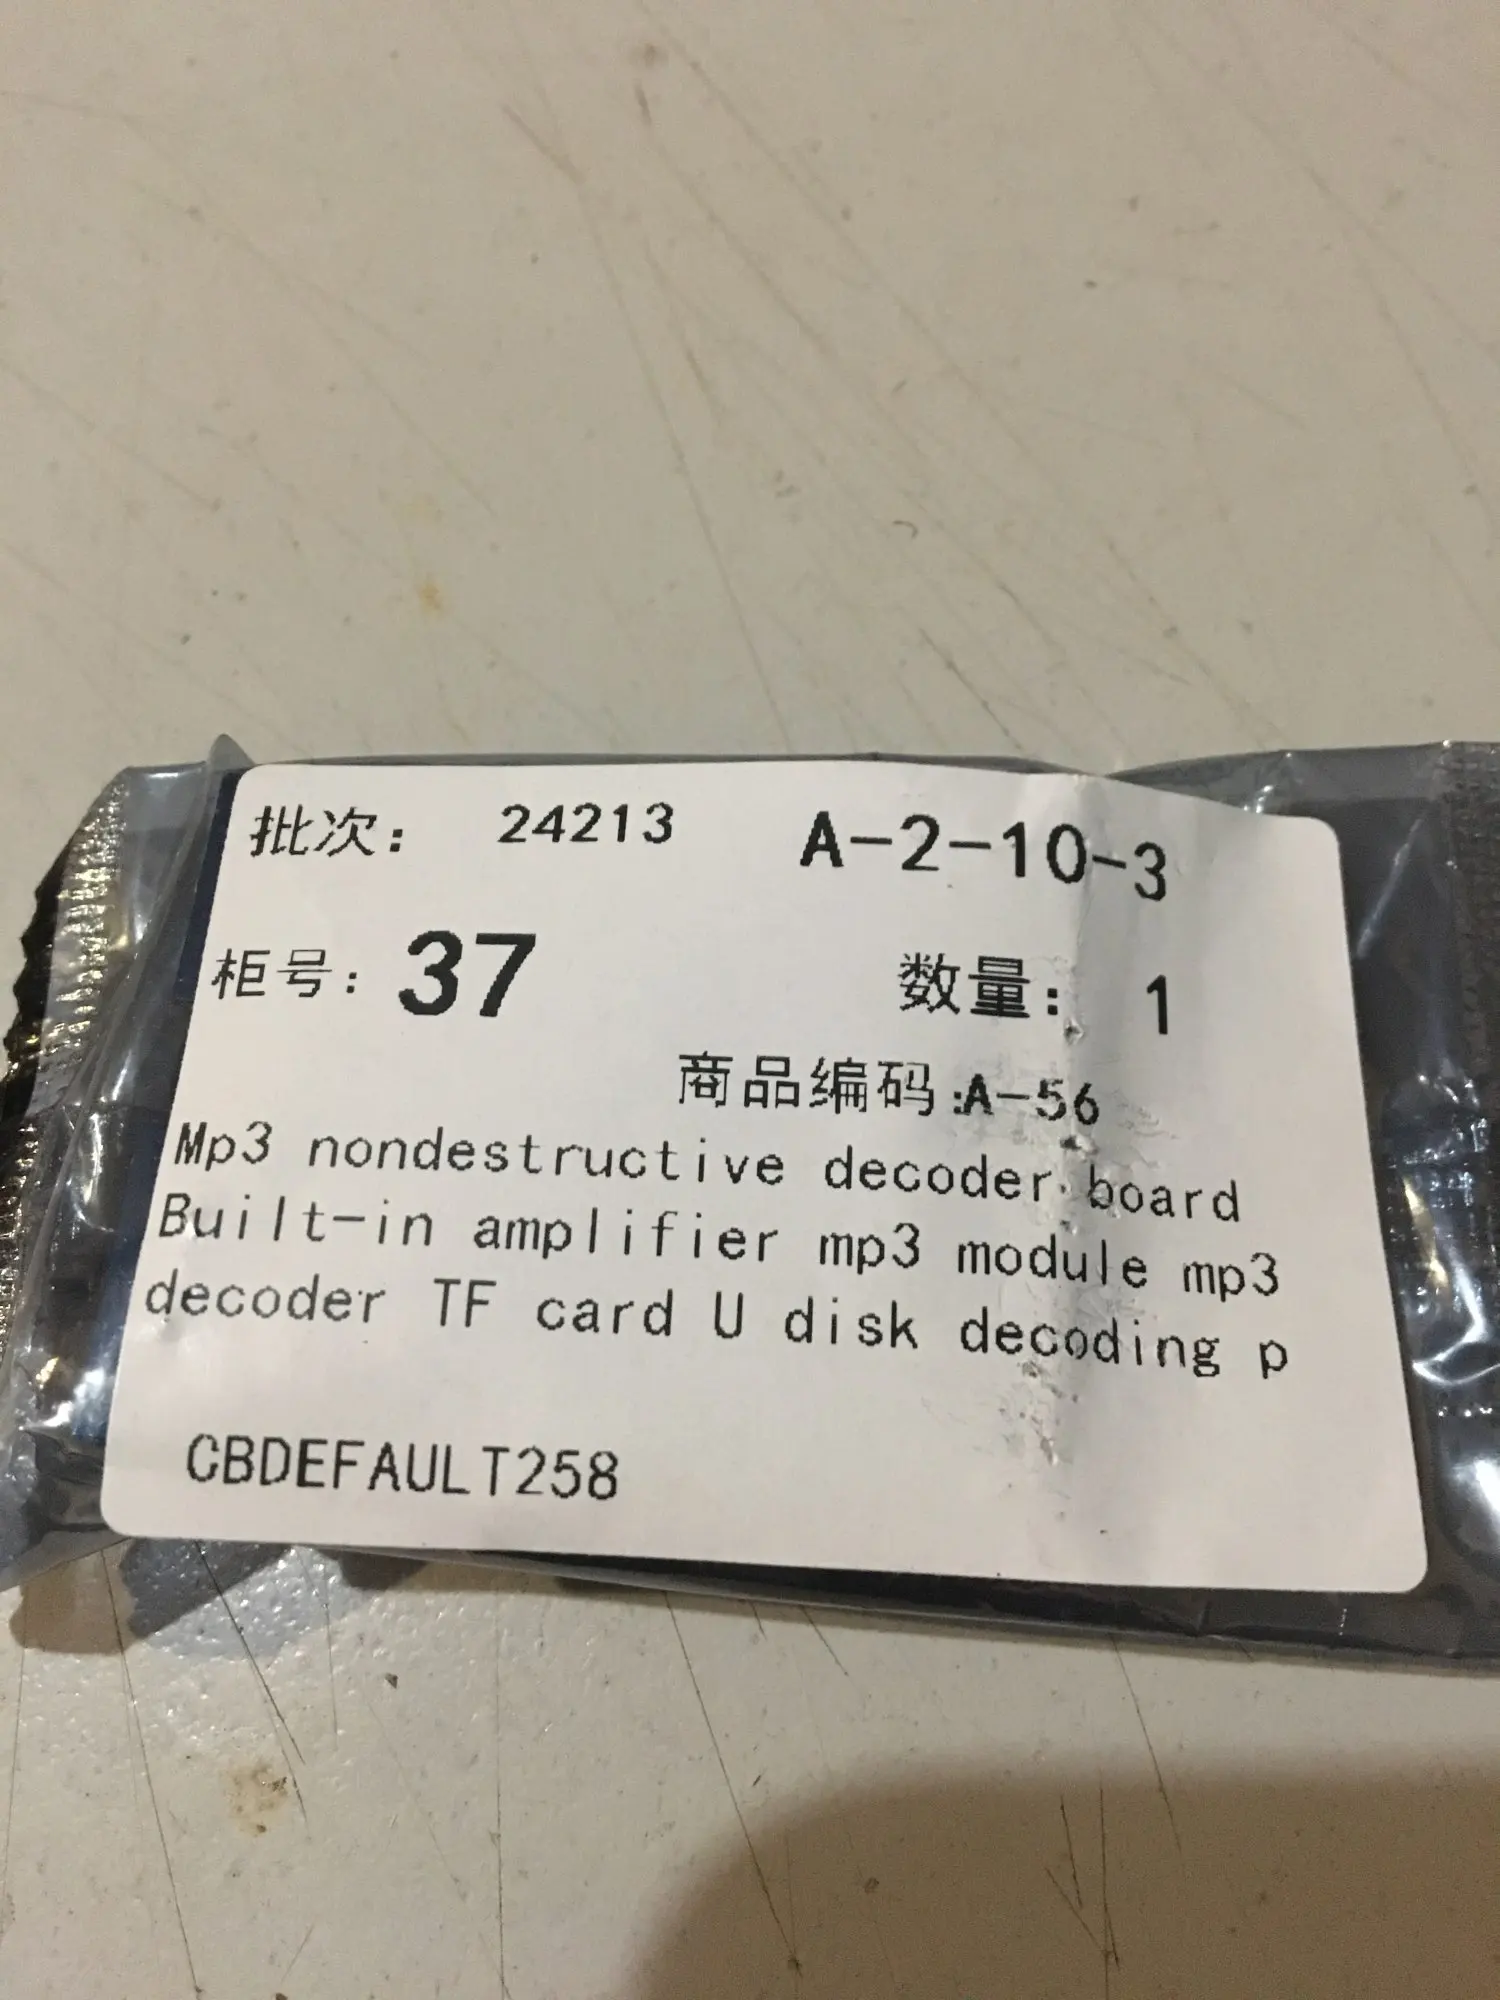 批次: 24213 A-2-10-3
柜号: 37 数量: 1
商品编码:A-56
Mp3 nondestructive decoder board
Built-in amplifier mp3 module mp3
decoder TF card U disk decoding p
CBDEFAULT258